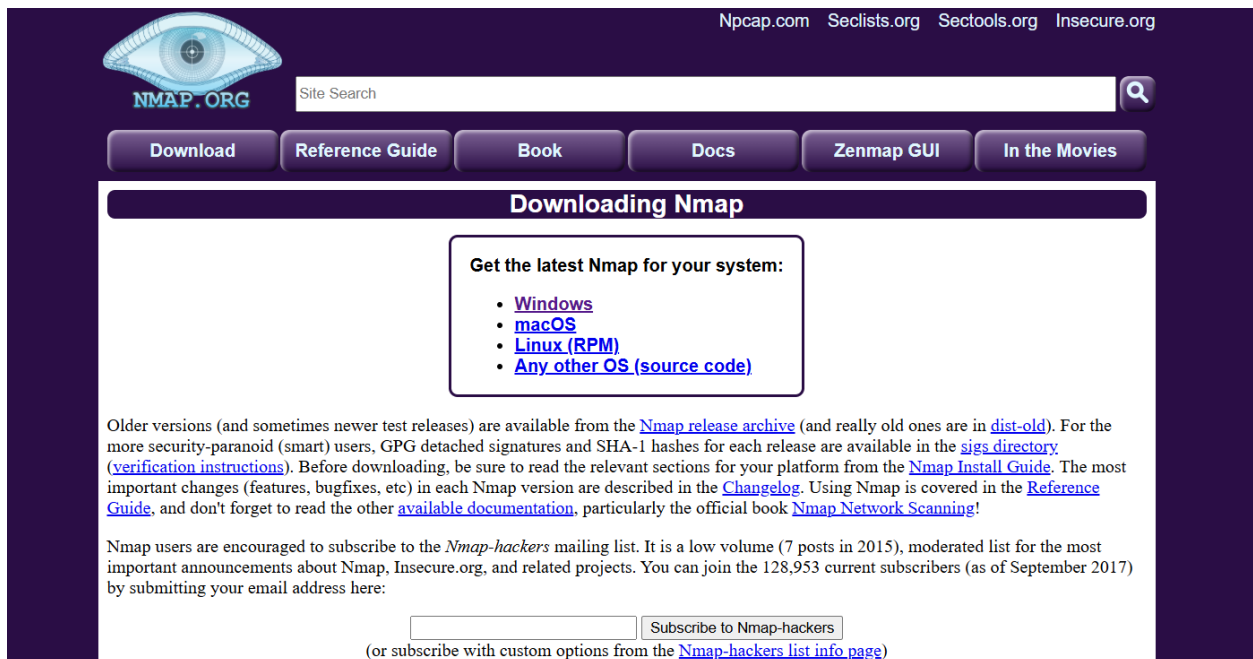 Npcap.com Seclists.org Sectools.org Insecure.org
NMAP.ORG
Site Search
Download Reference Guide Book Docs Zenmap GUI In the Movies
Downloading Nmap
Get the latest Nmap for your system:
• Windows
• macOS
• Linux (RPM)
• Any other OS (source code)
Older versions (and sometimes newer test releases) are available from the Nmap release archive (and really old ones are in dist-old). For the
more security-paranoid (smart) users, GPG detached signatures and SHA-1 hashes for each release are available in the sigs directory
(verification instructions). Before downloading, be sure to read the relevant sections for your platform from the Nmap Install Guide. The most
important changes (features, bugfixes, etc) in each Nmap version are described in the Changelog. Using Nmap is covered in the Reference
Guide, and don't forget to read the other available documentation, particularly the official book Nmap Network Scanning!
Nmap users are encouraged to subscribe to the Nmap-hackers mailing list. It is a low volume (7 posts in 2015), moderated list for the most
important announcements about Nmap, Insecure.org, and related projects. You can join the 128,953 current subscribers (as of September 2017)
by submitting your email address here:
Subscribe to Nmap-hackers
(or subscribe with custom options from the Nmap-hackers list info page)